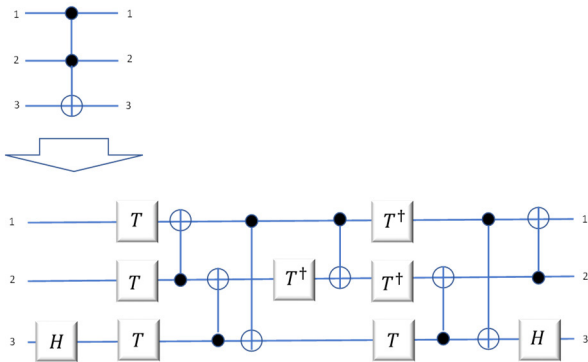 1 1
2 2
3 3
1 T T† 1
2 T T† T† 2
3 H T T H 3